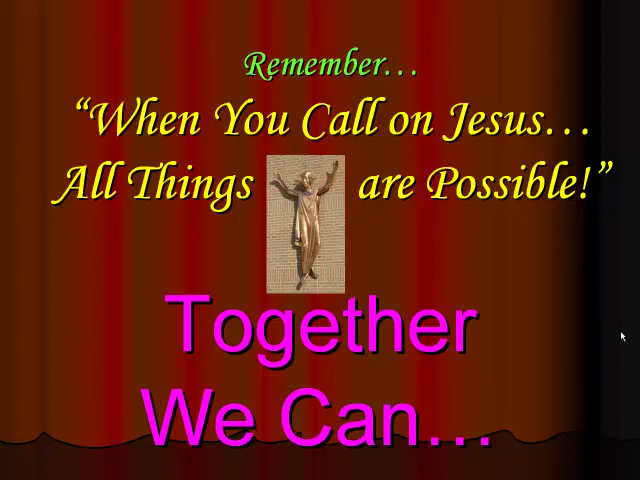 Remember…
“When You Call on Jesus…
All Things are Possible!”
Together
We Can…